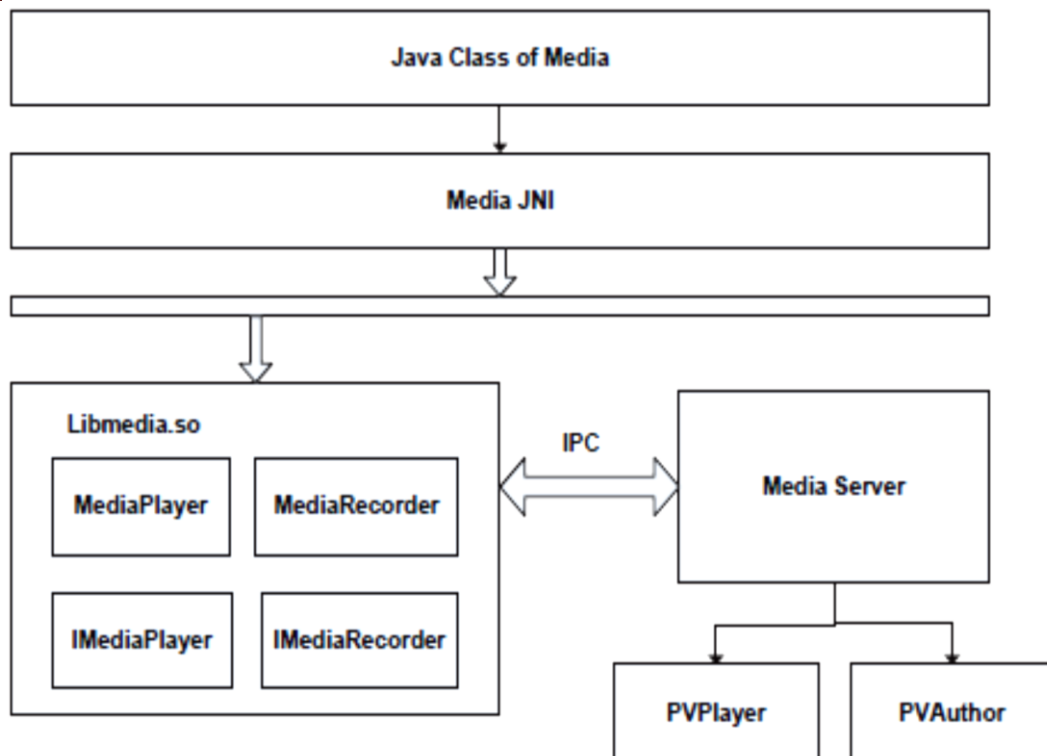 Java Class of Media
Media JNI
Libmedia.so
MediaPlayer
MediaRecorder
IMediaPlayer
IMediaRecorder
IPC
Media Server
PVPlayer
PVAuthor